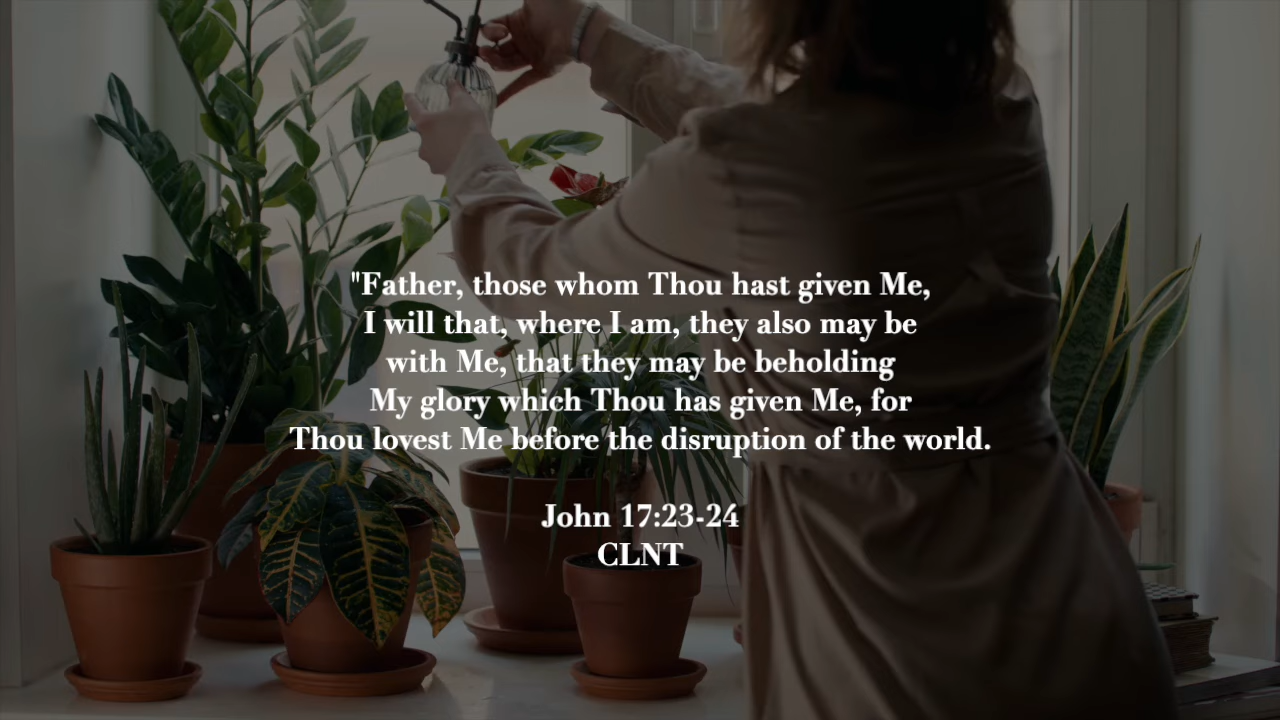 "Father, those whom Thou hast given Me,
I will that, where I am, they also may be
with Me, that they may be beholding
My glory which Thou has given Me, for
Thou lovest Me before the disruption of the world.
John 17:23-24
CLNT